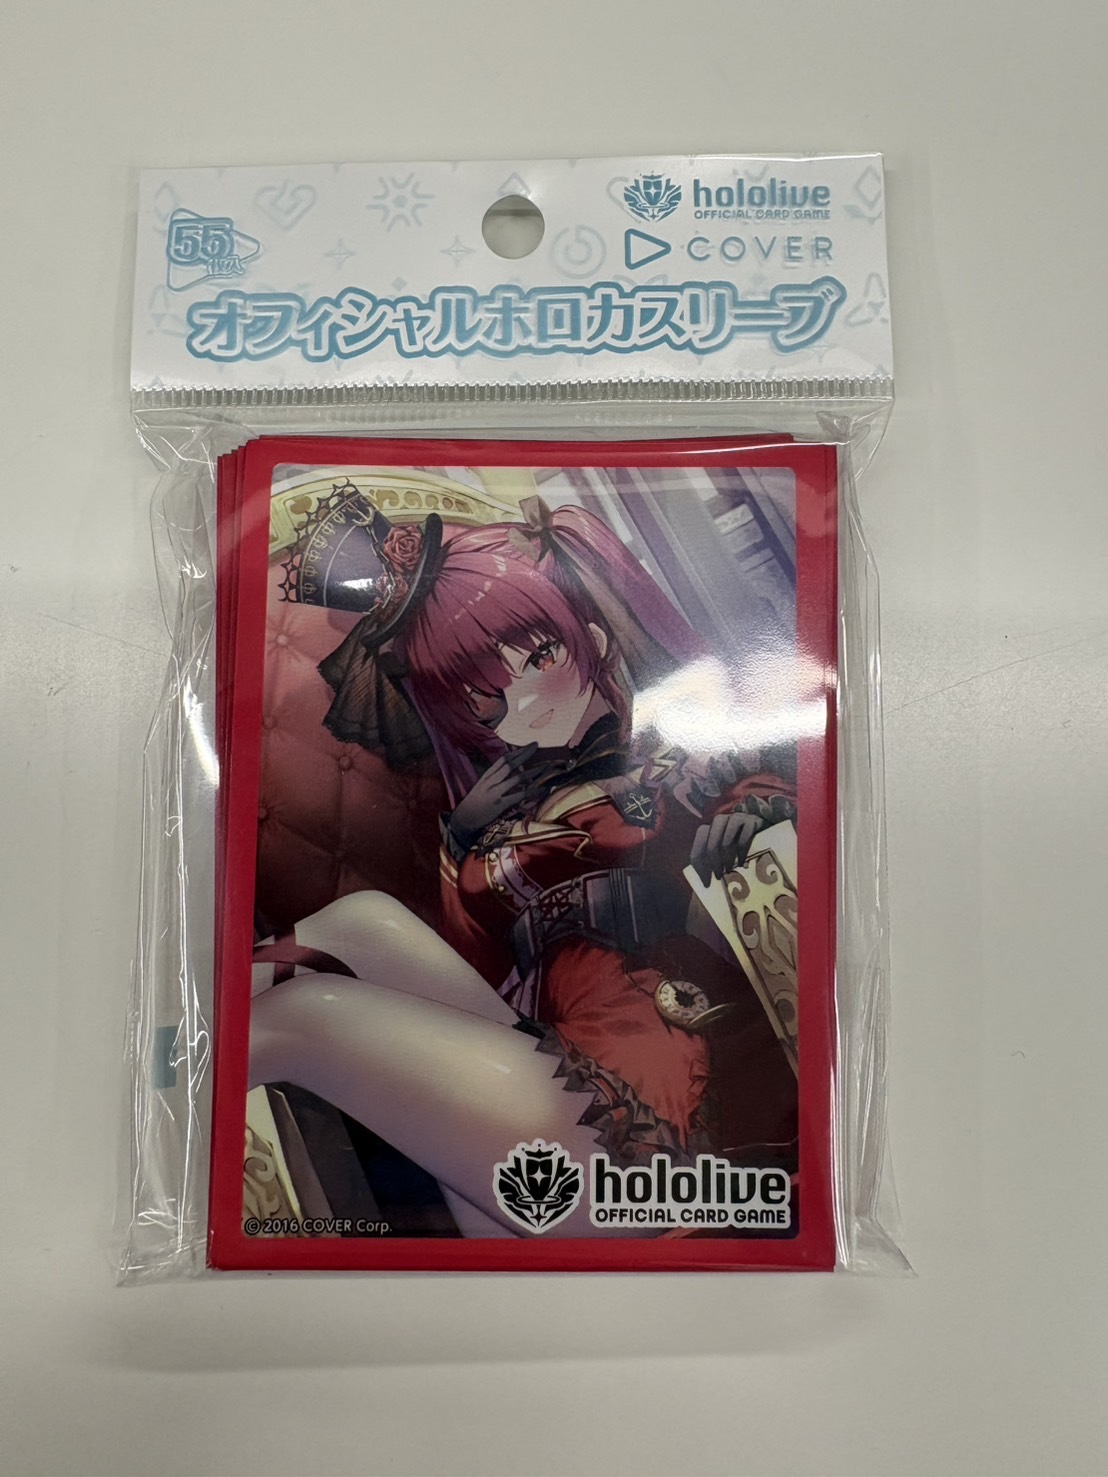 55枚入
hololive
OFFICIAL CARD GAME
COVER
オフィシャルホロカスリーブ
hololive
OFFICIAL CARD GAME
© 2016 COVER Corp.